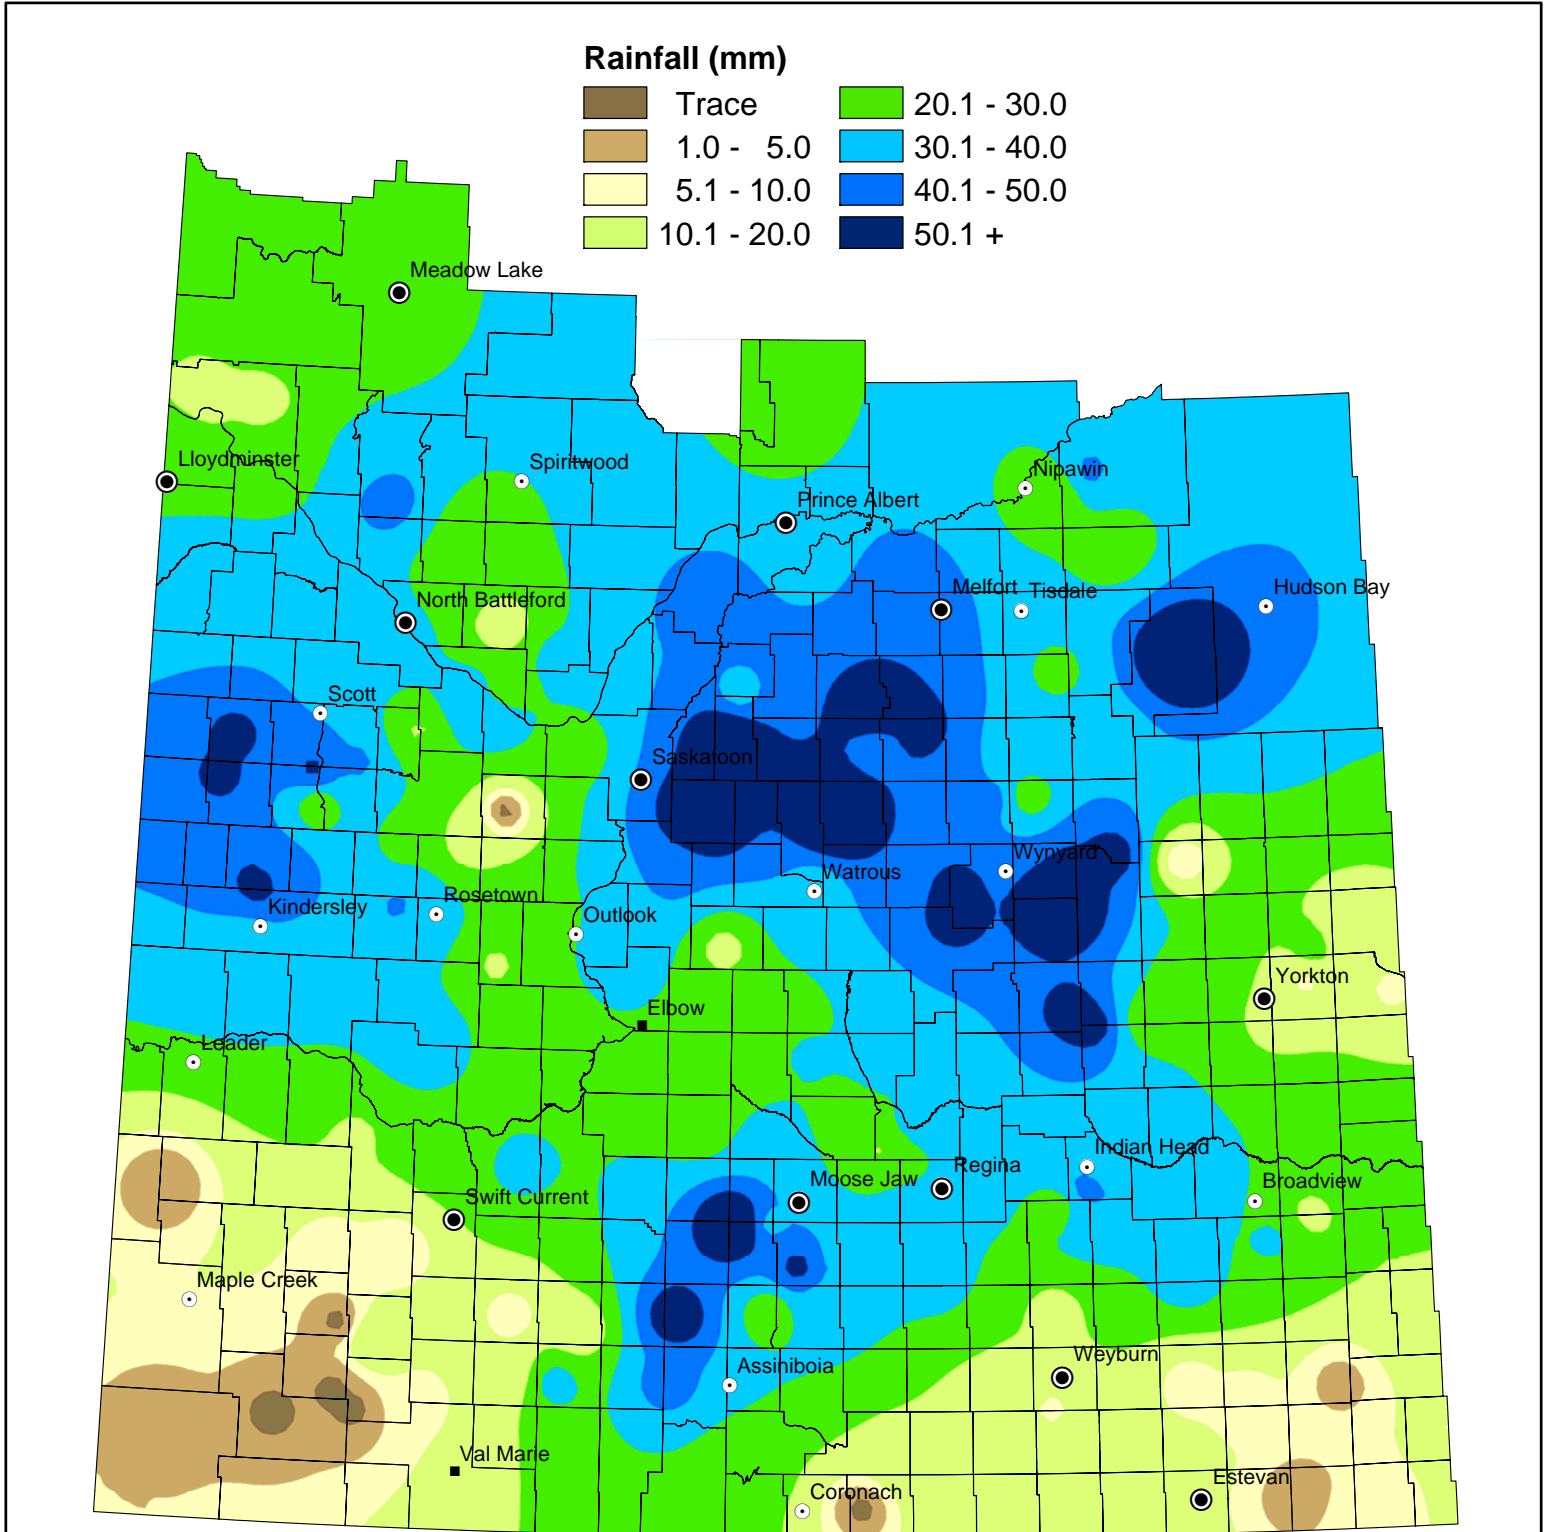 Rainfall (mm)
Trace
1.0 - 5.0
5.1 - 10.0
10.1 - 20.0
20.1 - 30.0
30.1 - 40.0
40.1 - 50.0
50.1 +
Meadow Lake
Lloydminster
Spiritwood
Nipawin
Prince Albert
North Battleford
Melfort
Tisdale
Hudson Bay
Scott
Saskatoon
Wynyard
Watrous
Rosetown
Kindersley
Outlook
Yorkton
Elbow
Leader
Indian Head
Regina
Moose Jaw
Broadview
Swift Current
Maple Creek
Weyburn
Assiniboia
Val Marie
Estevan
Coronach